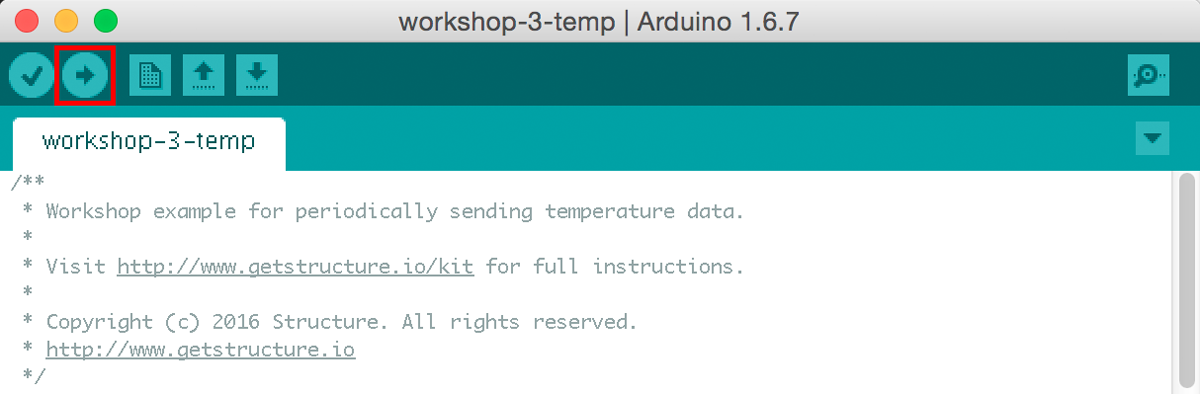 workshop-3-temp | Arduino 1.6.7
workshop-3-temp
/**
* Workshop example for periodically sending temperature data.
*
* Visit http://www.getstructure.io/kit for full instructions.
*
* Copyright (c) 2016 Structure. All rights reserved.
* http://www.getstructure.io
*/